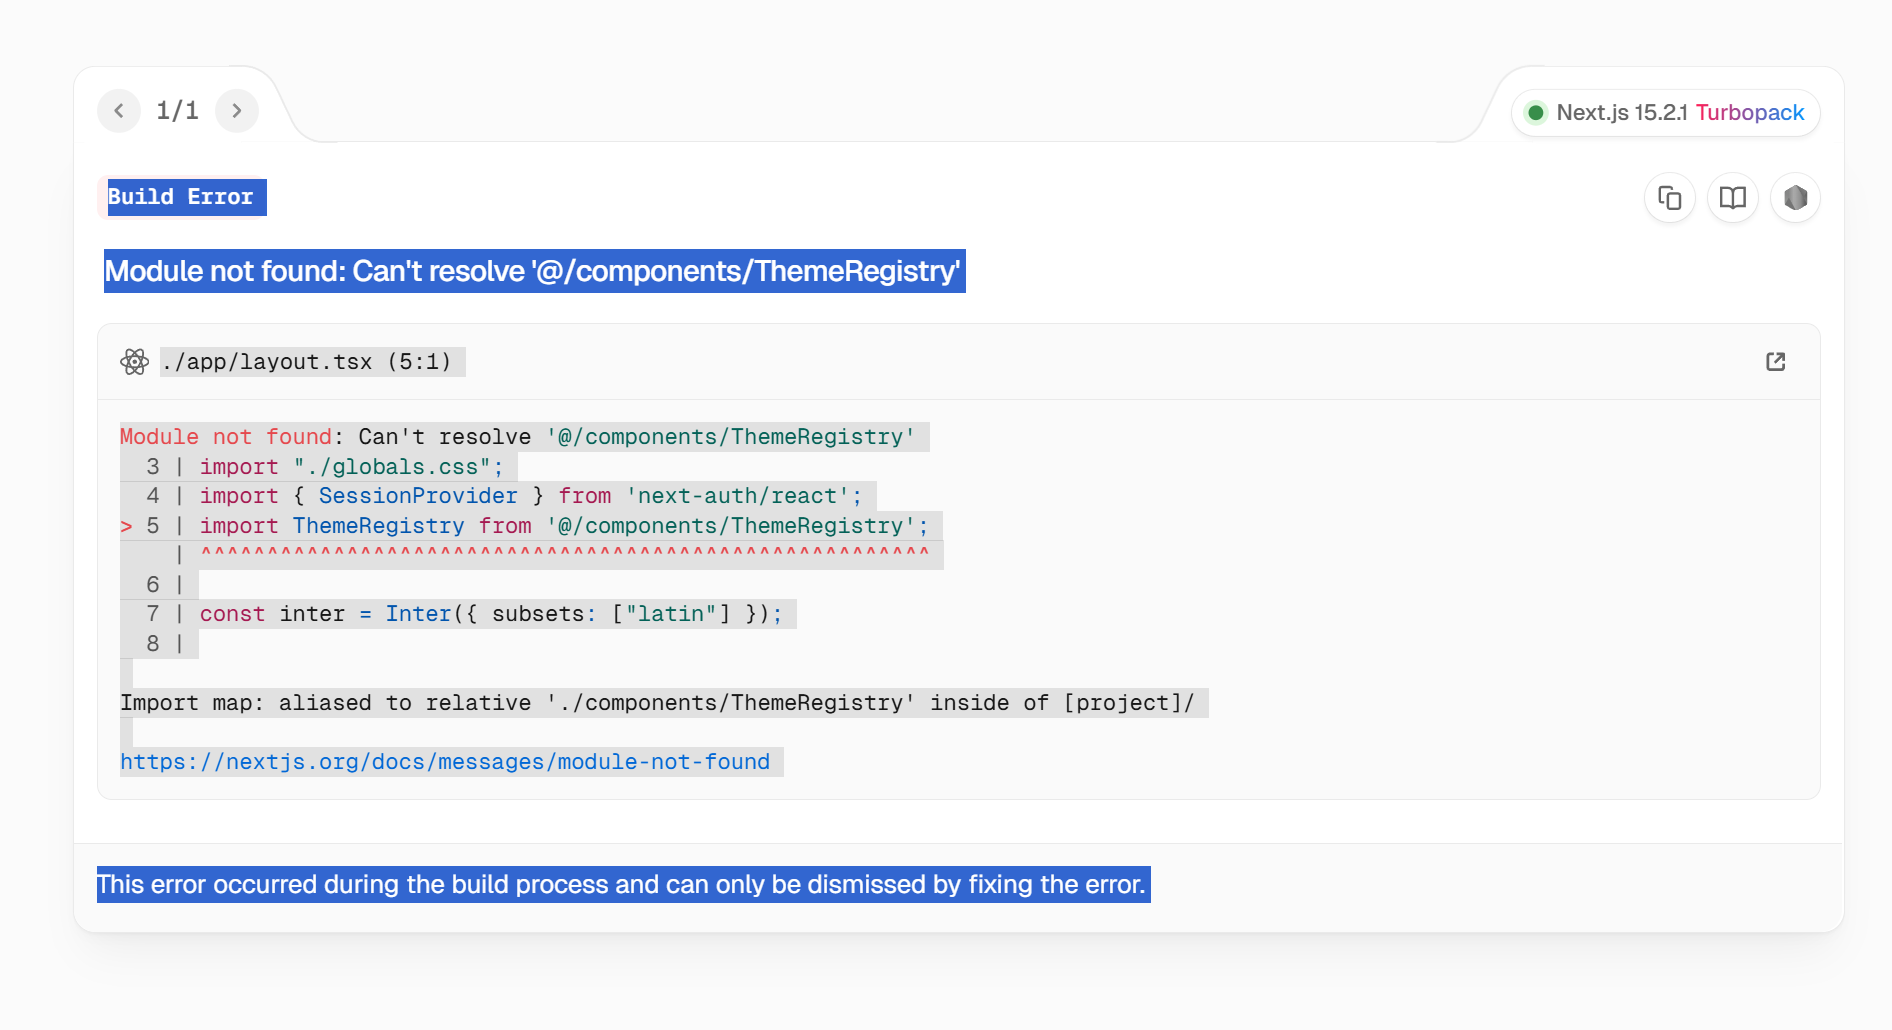 1/1
Next.js 15.2.1 Turbopack
Build Error
Module not found: Can't resolve '@/components/ThemeRegistry'
./app/layout.tsx (5:1)
Module not found: Can't resolve '@/components/ThemeRegistry'
3 | import "./globals.css";
4 | import { SessionProvider } from 'next-auth/react';
> 5 | import ThemeRegistry from '@/components/ThemeRegistry';
| ^^^^^^^^^^^^^^^^^^^^^^^^^^^^^^^^^^^^^^^^^^^^^^^^^^^^^^^
6 |
7 | const inter = Inter({ subsets: ["latin"] });
8 |
Import map: aliased to relative './components/ThemeRegistry' inside of [project]/
https://nextjs.org/docs/messages/module-not-found
This error occurred during the build process and can only be dismissed by fixing the error.